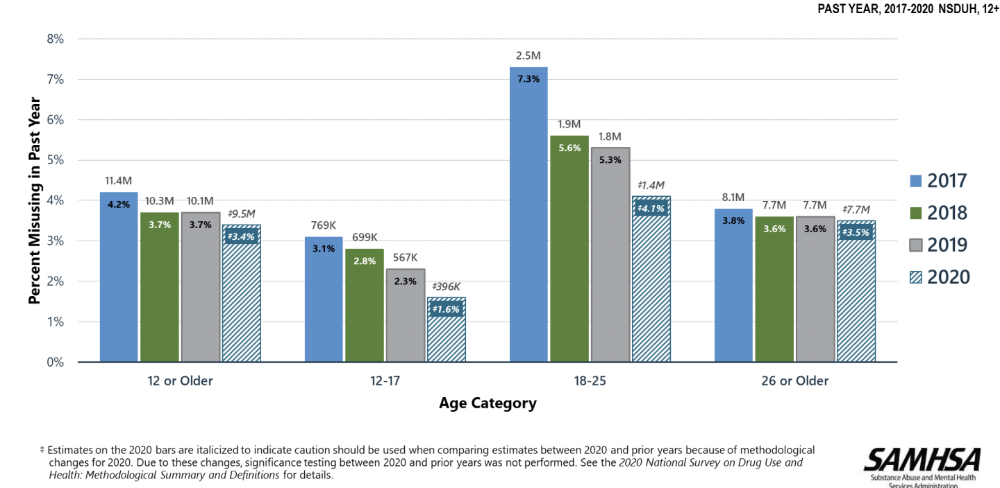 PAST YEAR, 2017-2020 NSDUH, 12+
Percent Misusing in Past Year
8%
7%
6%
5%
4%
3%
2%
1%
0%
11.4M
4.2%
10.3M
3.7%
10.1M
3.7%
‡9.5M
‡3.4%
769K
3.1%
699K
2.8%
567K
2.3%
‡396K
‡1.6%
2.5M
7.3%
1.9M
5.6%
1.8M
5.3%
‡1.4M
‡4.1%
8.1M
3.8%
7.7M
3.6%
7.7M
3.6%
‡7.7M
‡3.5%
12 or Older
12-17
18-25
26 or Older
Age Category
2017
2018
2019
2020
‡ Estimates on the 2020 bars are italicized to indicate caution should be used when comparing estimates between 2020 and prior years because of methodological
changes for 2020. Due to these changes, significance testing between 2020 and prior years was not performed. See the 2020 National Survey on Drug Use and
Health: Methodological Summary and Definitions for details.
SAMHSA
Substance Abuse and Mental Health
Services Administration